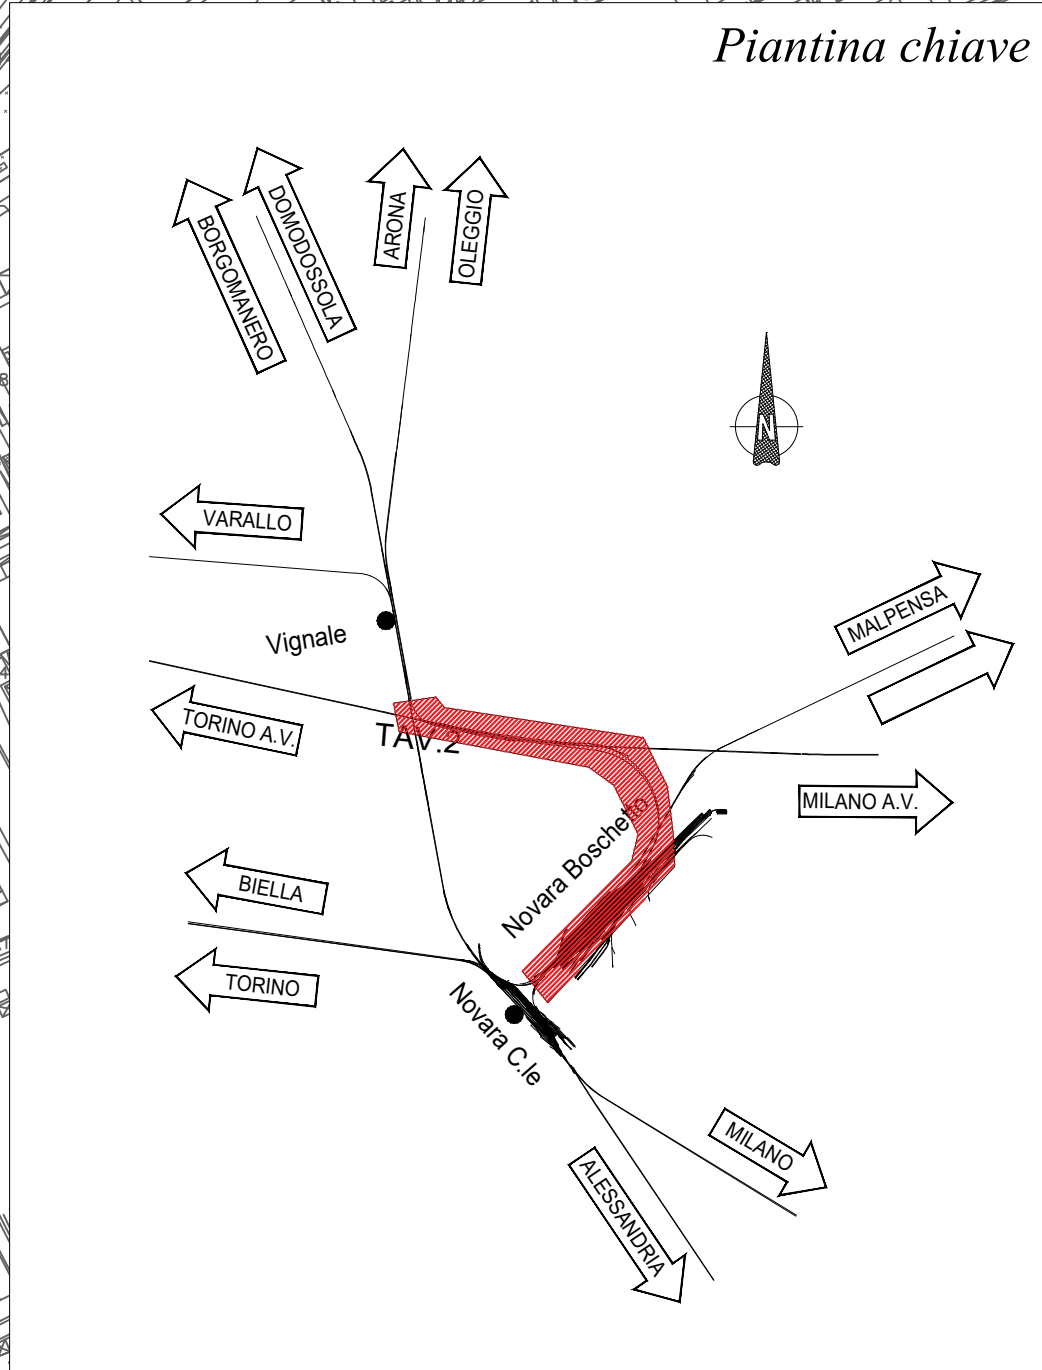 Piantina chiave
DOMODOSSOLA
BORGOMANERO
ARONA
OLEGGIO
N
VARALLO
MALPENSA
Vignale
TORINO A.V.
TAV.2
MILANO A.V.
Novara Boschetto
BIELLA
TORINO
Novara C.le
MILANO
ALESSANDRIA